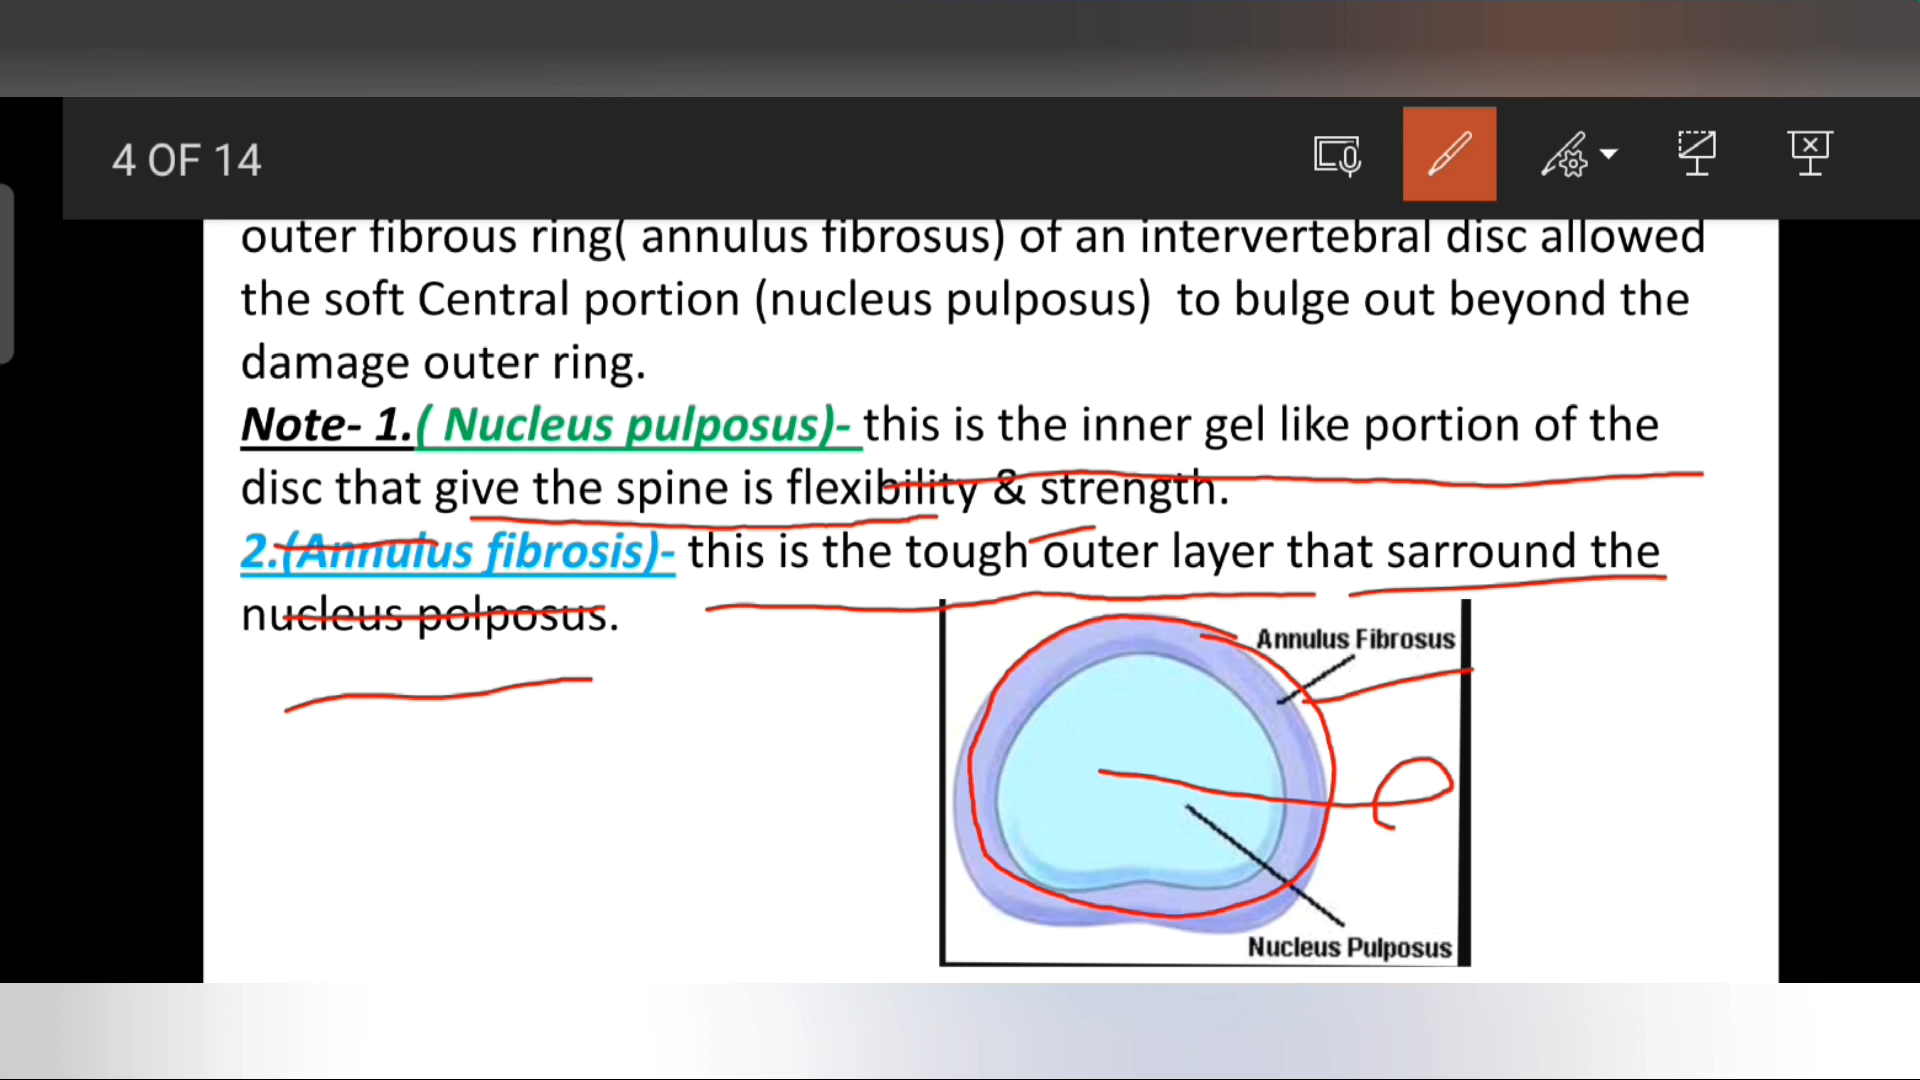 4 OF 14
outer fibrous ring( annulus fibrosus) of an intervertebral disc allowed
the soft Central portion (nucleus pulposus) to bulge out beyond the
damage outer ring.
Note- 1.( Nucleus pulposus)- this is the inner gel like portion of the
disc that give the spine is flexibility & strength.
2.(Annulus fibrosis)- this is the tough outer layer that sarround the
nucleus polposus.
Annulus Fibrosus
Nucleus Pulposus